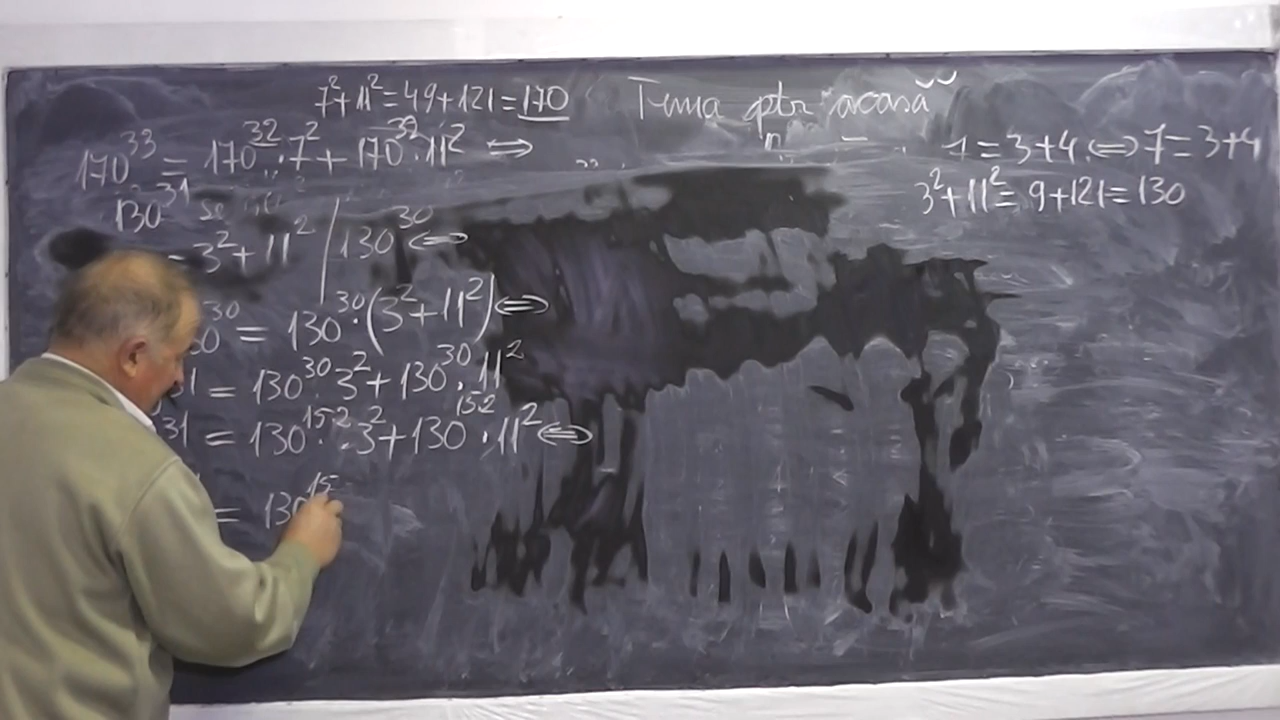 7²+11²=49+121=170
Tema ptr acasă
170³³=170³²·7²+170³²·11² ⇔
1=3+4 ⇔ 7=3+4
3²+11²=9+121=130
130³¹ se
=3²+11² / 130³⁰ ⇔
³⁰=130³⁰·(3²+11²) ⇔
=130³⁰·3²+130³⁰·11²
³¹=130¹⁵·²·3²+130¹⁵·²·11² ⇔
=130¹⁵